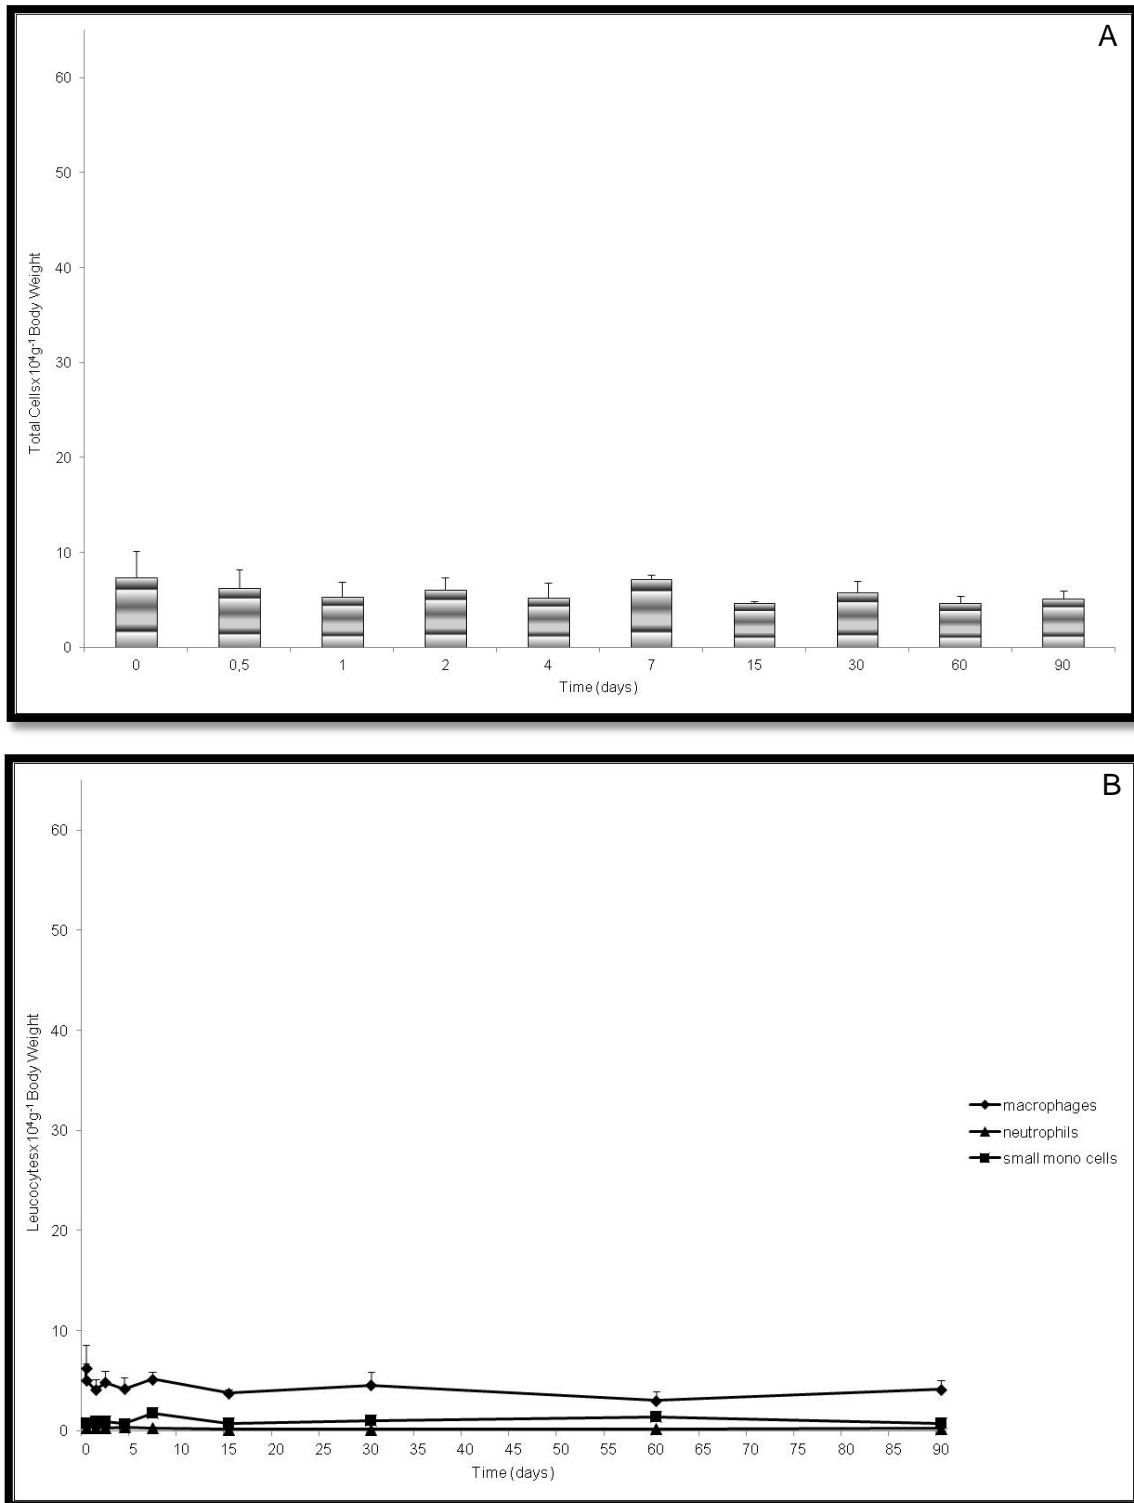 A
60
50
40
30
20
10
0
Total Cellsx10⁴g⁻¹ Body Weight
0 0,5 1 2 4 7 15 30 60 90
Time (days)
B
60
50
40
30
20
10
0
Leucocytesx10⁴g⁻¹ Body Weight
macrophages
neutrophils
small mono cells
0 5 10 15 20 25 30 35 40 45 50 55 60 65 70 75 80 85 90
Time (days)